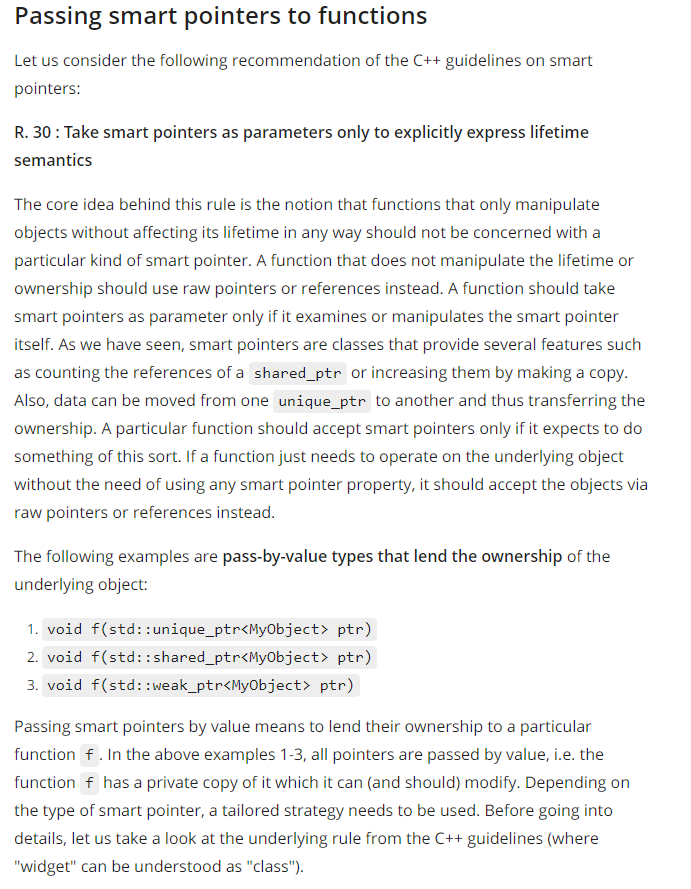 Passing smart pointers to functions
Let us consider the following recommendation of the C++ guidelines on smart
pointers:
R. 30 : Take smart pointers as parameters only to explicitly express lifetime
semantics
The core idea behind this rule is the notion that functions that only manipulate
objects without affecting its lifetime in any way should not be concerned with a
particular kind of smart pointer. A function that does not manipulate the lifetime or
ownership should use raw pointers or references instead. A function should take
smart pointers as parameter only if it examines or manipulates the smart pointer
itself. As we have seen, smart pointers are classes that provide several features such
as counting the references of a shared_ptr or increasing them by making a copy.
Also, data can be moved from one unique_ptr to another and thus transferring the
ownership. A particular function should accept smart pointers only if it expects to do
something of this sort. If a function just needs to operate on the underlying object
without the need of using any smart pointer property, it should accept the objects via
raw pointers or references instead.
The following examples are pass-by-value types that lend the ownership of the
underlying object:
1. void f(std::unique_ptr<MyObject> ptr)
2. void f(std::shared_ptr<MyObject> ptr)
3. void f(std::weak_ptr<MyObject> ptr)
Passing smart pointers by value means to lend their ownership to a particular
function f . In the above examples 1-3, all pointers are passed by value, i.e. the
function f has a private copy of it which it can (and should) modify. Depending on
the type of smart pointer, a tailored strategy needs to be used. Before going into
details, let us take a look at the underlying rule from the C++ guidelines (where
"widget" can be understood as "class").